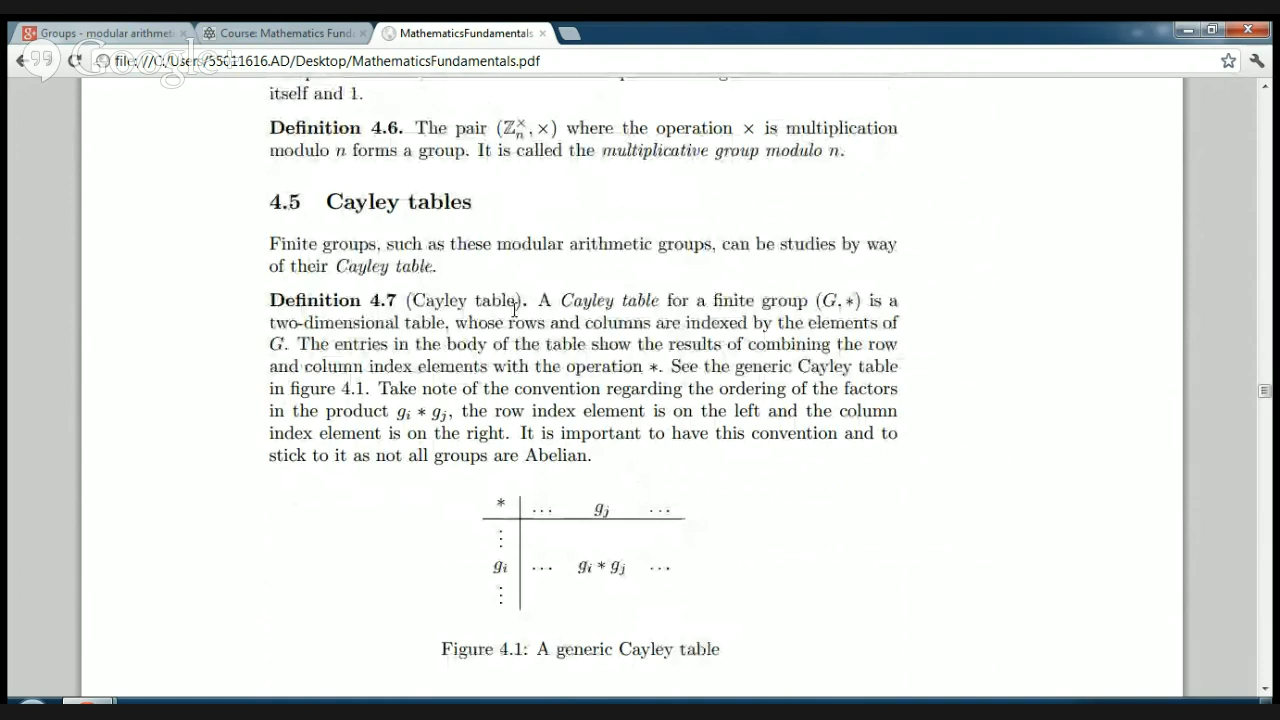 Groups - modular arithmet
Course: Mathematics Fund
MathematicsFundamentals
Google+
file:///C:/Users/55011616.AD/Desktop/MathematicsFundamentals.pdf
itself and 1.
Definition 4.6. The pair (ℤₙ^×, ×) where the operation × is multiplication
modulo n forms a group. It is called the multiplicative group modulo n.
4.5 Cayley tables
Finite groups, such as these modular arithmetic groups, can be studies by way
of their Cayley table.
Definition 4.7 (Cayley table). A Cayley table for a finite group (G, *) is a
two-dimensional table, whose rows and columns are indexed by the elements of
G. The entries in the body of the table show the results of combining the row
and column index elements with the operation *. See the generic Cayley table
in figure 4.1. Take note of the convention regarding the ordering of the factors
in the product gᵢ * gⱼ, the row index element is on the left and the column
index element is on the right. It is important to have this convention and to
stick to it as not all groups are Abelian.
* ... gⱼ ...
⋮
gᵢ ... gᵢ * gⱼ ...
⋮
Figure 4.1: A generic Cayley table